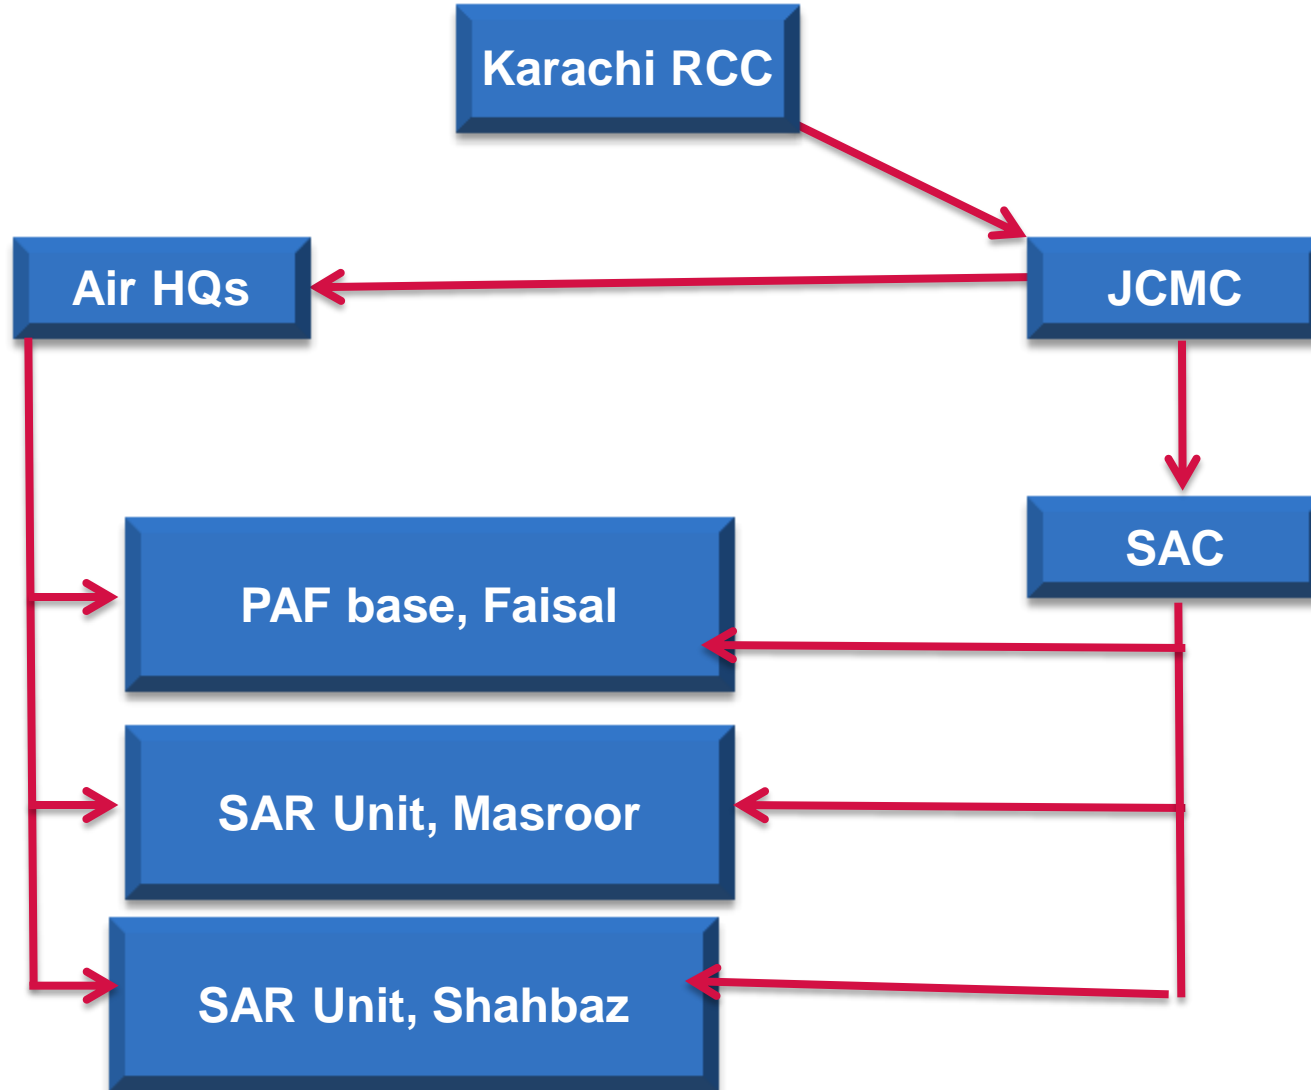 Karachi RCC
Air HQs
JCMC
SAC
PAF base, Faisal
SAR Unit, Masroor
SAR Unit, Shahbaz